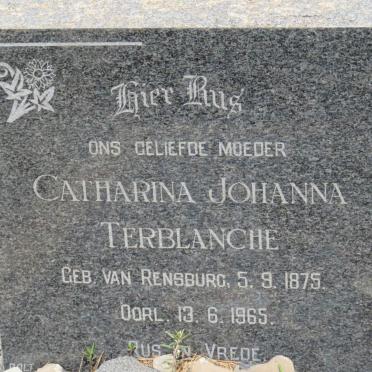 Hier Rus
ONS GELIEFDE MOEDER
CATHARINA JOHANNA
TERBLANCHE
GEB. VAN RENSBURG, 5. 9. 1875.
OORL. 13. 6. 1965.
RUS IN VREDE.